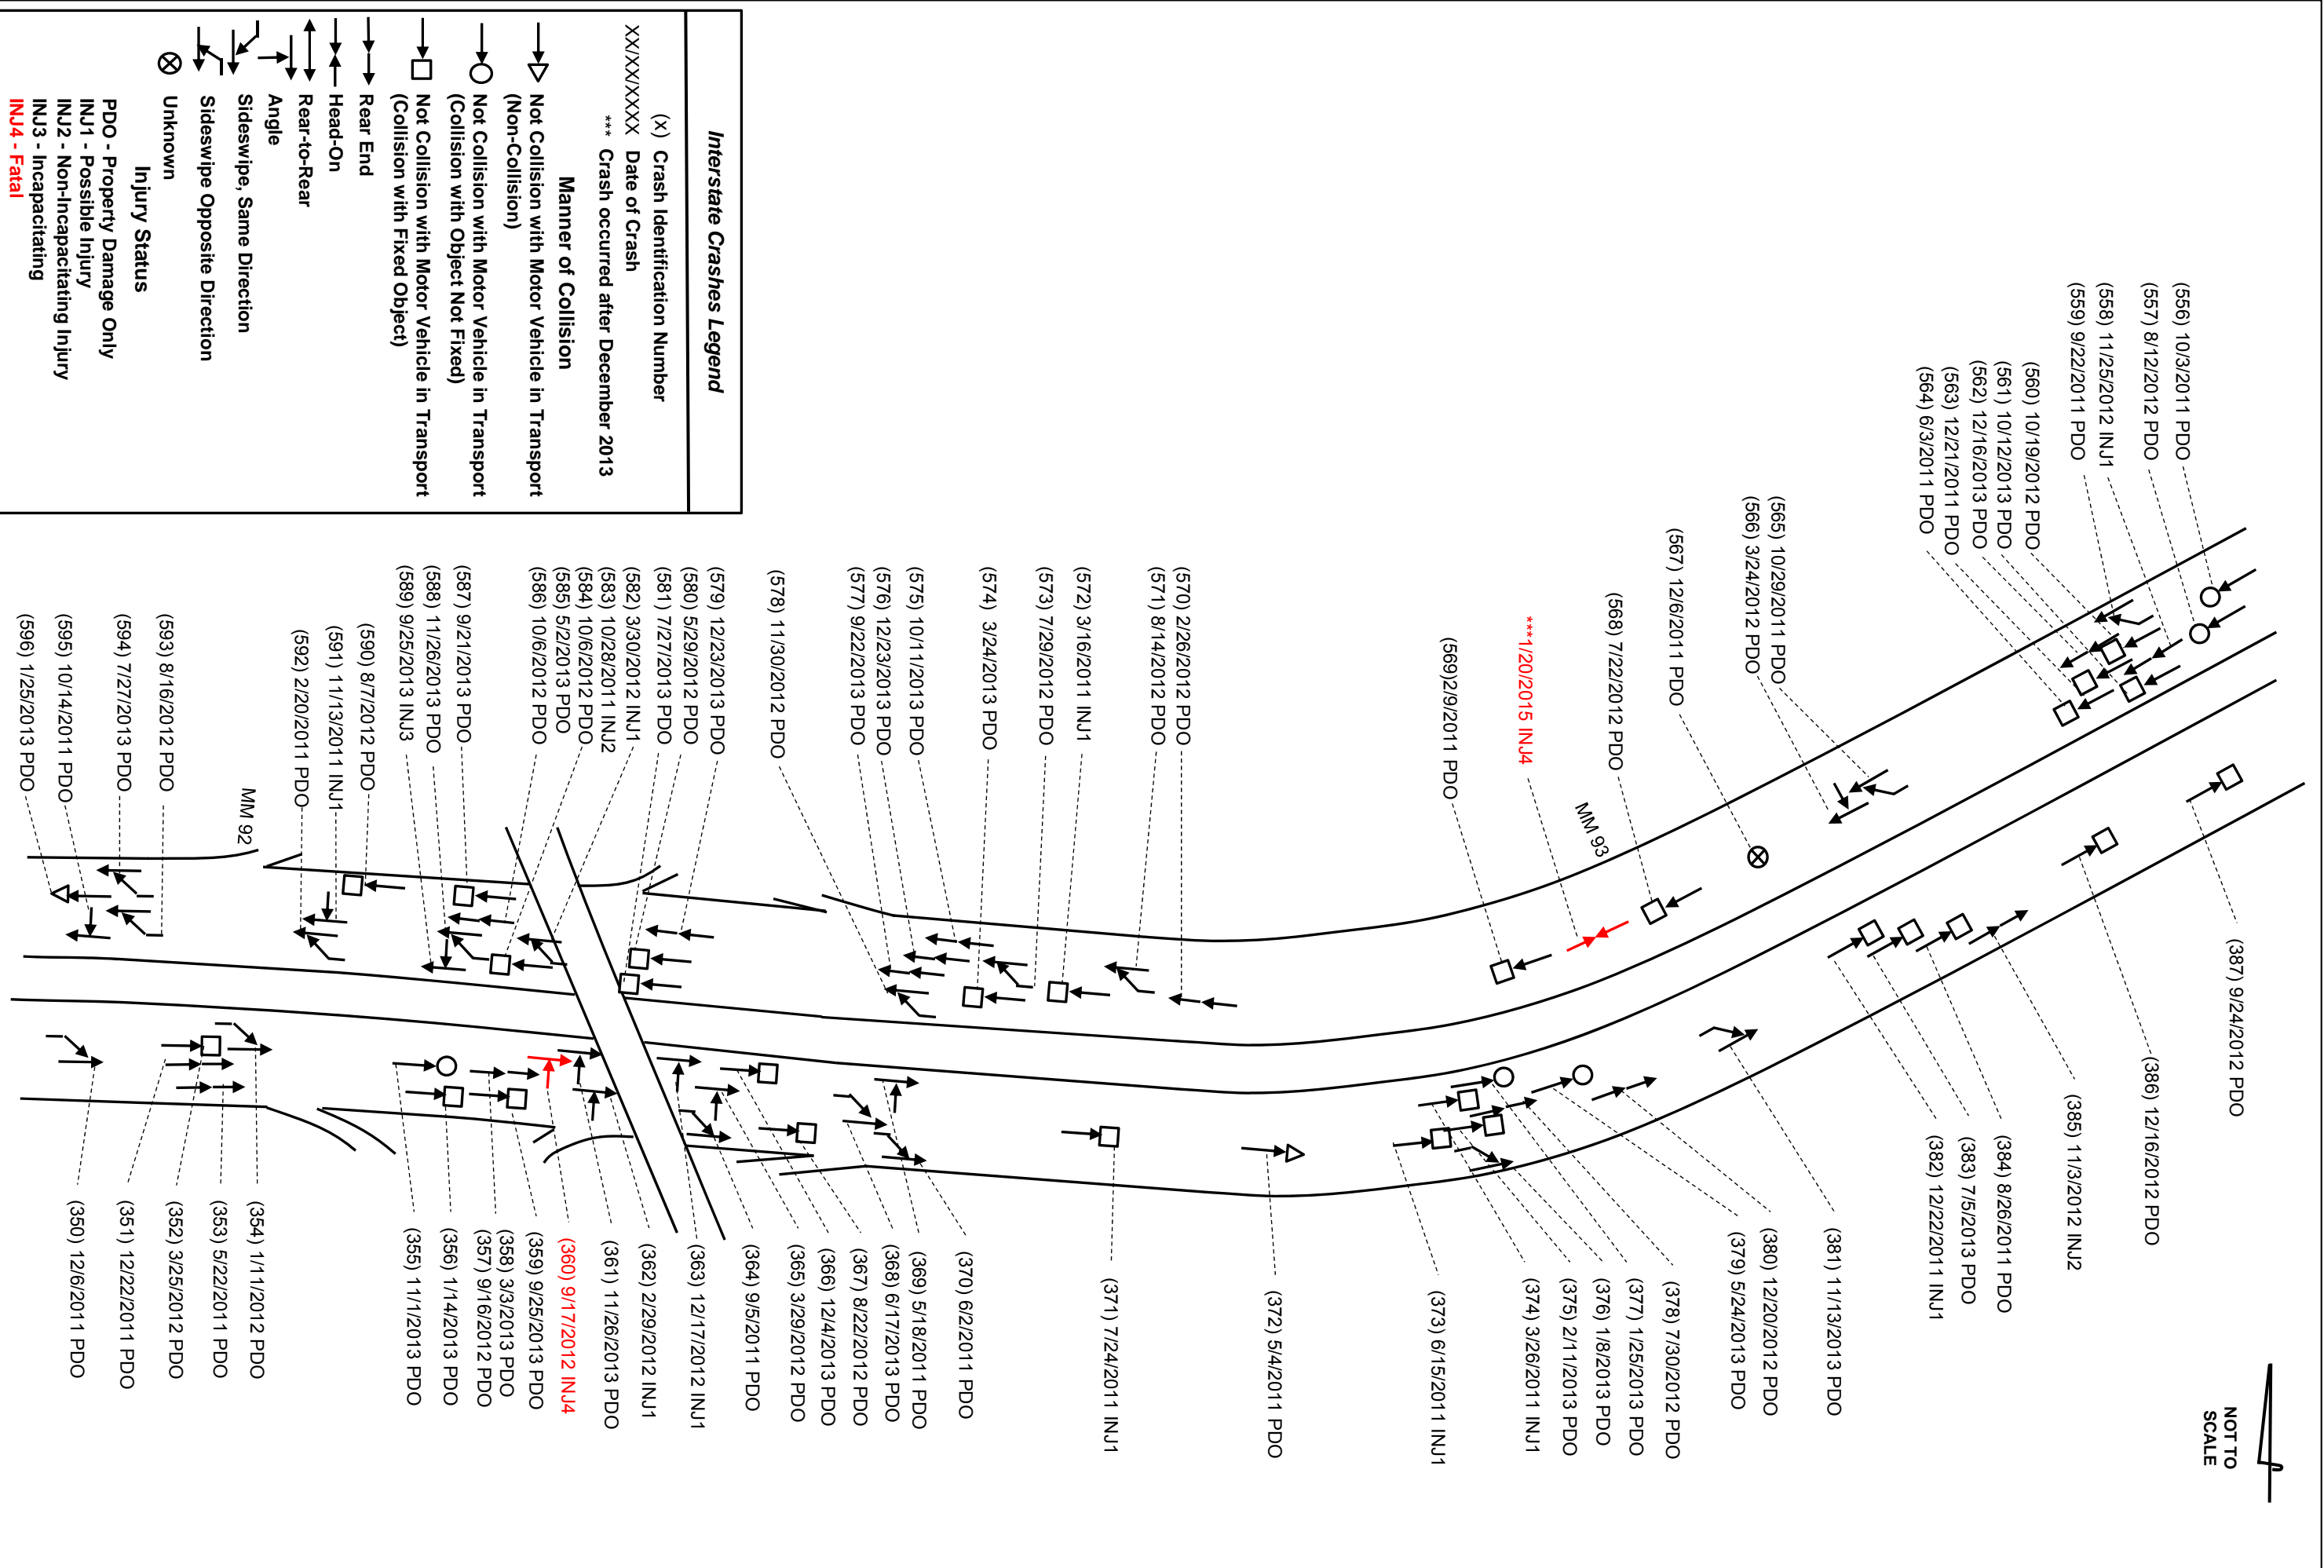 Interstate Crashes Legend
(x) Crash Identification Number
XX/XX/XXXX Date of Crash
*** Crash occurred after December 2013
Manner of Collision
Not Collision with Motor Vehicle in Transport
(Non-Collision)
Not Collision with Motor Vehicle in Transport
(Collision with Object Not Fixed)
Not Collision with Motor Vehicle in Transport
(Collision with Fixed Object)
Rear End
Head-On
Rear-to-Rear
Angle
Sideswipe, Same Direction
Sideswipe Opposite Direction
Unknown
Injury Status
PDO - Property Damage Only
INJ1 - Possible Injury
INJ2 - Non-Incapacitating Injury
INJ3 - Incapacitating
INJ4 - Fatal
(556) 10/3/2011 PDO
(557) 8/12/2012 PDO
(558) 11/25/2012 INJ1
(559) 9/22/2011 PDO
(560) 10/19/2012 PDO
(561) 10/12/2013 PDO
(562) 12/16/2013 PDO
(563) 12/21/2011 PDO
(564) 6/3/2011 PDO
(565) 10/29/2011 PDO
(566) 3/24/2012 PDO
(567) 12/6/2011 PDO
(568) 7/22/2012 PDO
MM 93
***1/20/2015 INJ4
(569)2/9/2011 PDO
(570) 2/26/2012 PDO
(571) 8/14/2012 PDO
(572) 3/16/2011 INJ1
(573) 7/29/2012 PDO
(574) 3/24/2013 PDO
(575) 10/11/2013 PDO
(576) 12/23/2013 PDO
(577) 9/22/2013 PDO
(578) 11/30/2012 PDO
(579) 12/23/2013 PDO
(580) 5/29/2012 PDO
(581) 7/27/2013 PDO
(582) 3/30/2012 INJ1
(583) 10/28/2011 INJ2
(584) 10/6/2012 PDO
(585) 5/2/2013 PDO
(586) 10/6/2012 PDO
(587) 9/21/2013 PDO
(588) 11/26/2013 PDO
(589) 9/25/2013 INJ3
(590) 8/7/2012 PDO
(591) 11/13/2011 INJ1
(592) 2/20/2011 PDO
MM 92
(593) 8/16/2012 PDO
(594) 7/27/2013 PDO
(595) 10/14/2011 PDO
(596) 1/25/2013 PDO
(387) 9/24/2012 PDO
(386) 12/16/2012 PDO
(385) 11/3/2012 INJ2
(384) 8/26/2011 PDO
(383) 7/5/2013 PDO
(382) 12/22/2011 INJ1
(381) 11/13/2013 PDO
(380) 12/20/2012 PDO
(379) 5/24/2013 PDO
(378) 7/30/2012 PDO
(377) 1/25/2013 PDO
(376) 1/8/2013 PDO
(375) 2/11/2013 PDO
(374) 3/26/2011 INJ1
(373) 6/15/2011 INJ1
(372) 5/4/2011 PDO
(371) 7/24/2011 INJ1
(370) 6/2/2011 PDO
(369) 5/18/2011 PDO
(368) 6/17/2013 PDO
(367) 8/22/2012 PDO
(366) 12/4/2013 PDO
(365) 3/29/2012 PDO
(364) 9/5/2011 PDO
(363) 12/17/2012 INJ1
(362) 2/29/2012 INJ1
(361) 11/26/2013 PDO
(360) 9/17/2012 INJ4
(359) 9/25/2013 PDO
(358) 3/3/2013 PDO
(357) 9/16/2012 PDO
(356) 1/14/2013 PDO
(355) 11/1/2013 PDO
(354) 1/11/2012 PDO
(353) 5/22/2011 PDO
(352) 3/25/2012 PDO
(351) 12/22/2011 PDO
(350) 12/6/2011 PDO
NOT TO
SCALE